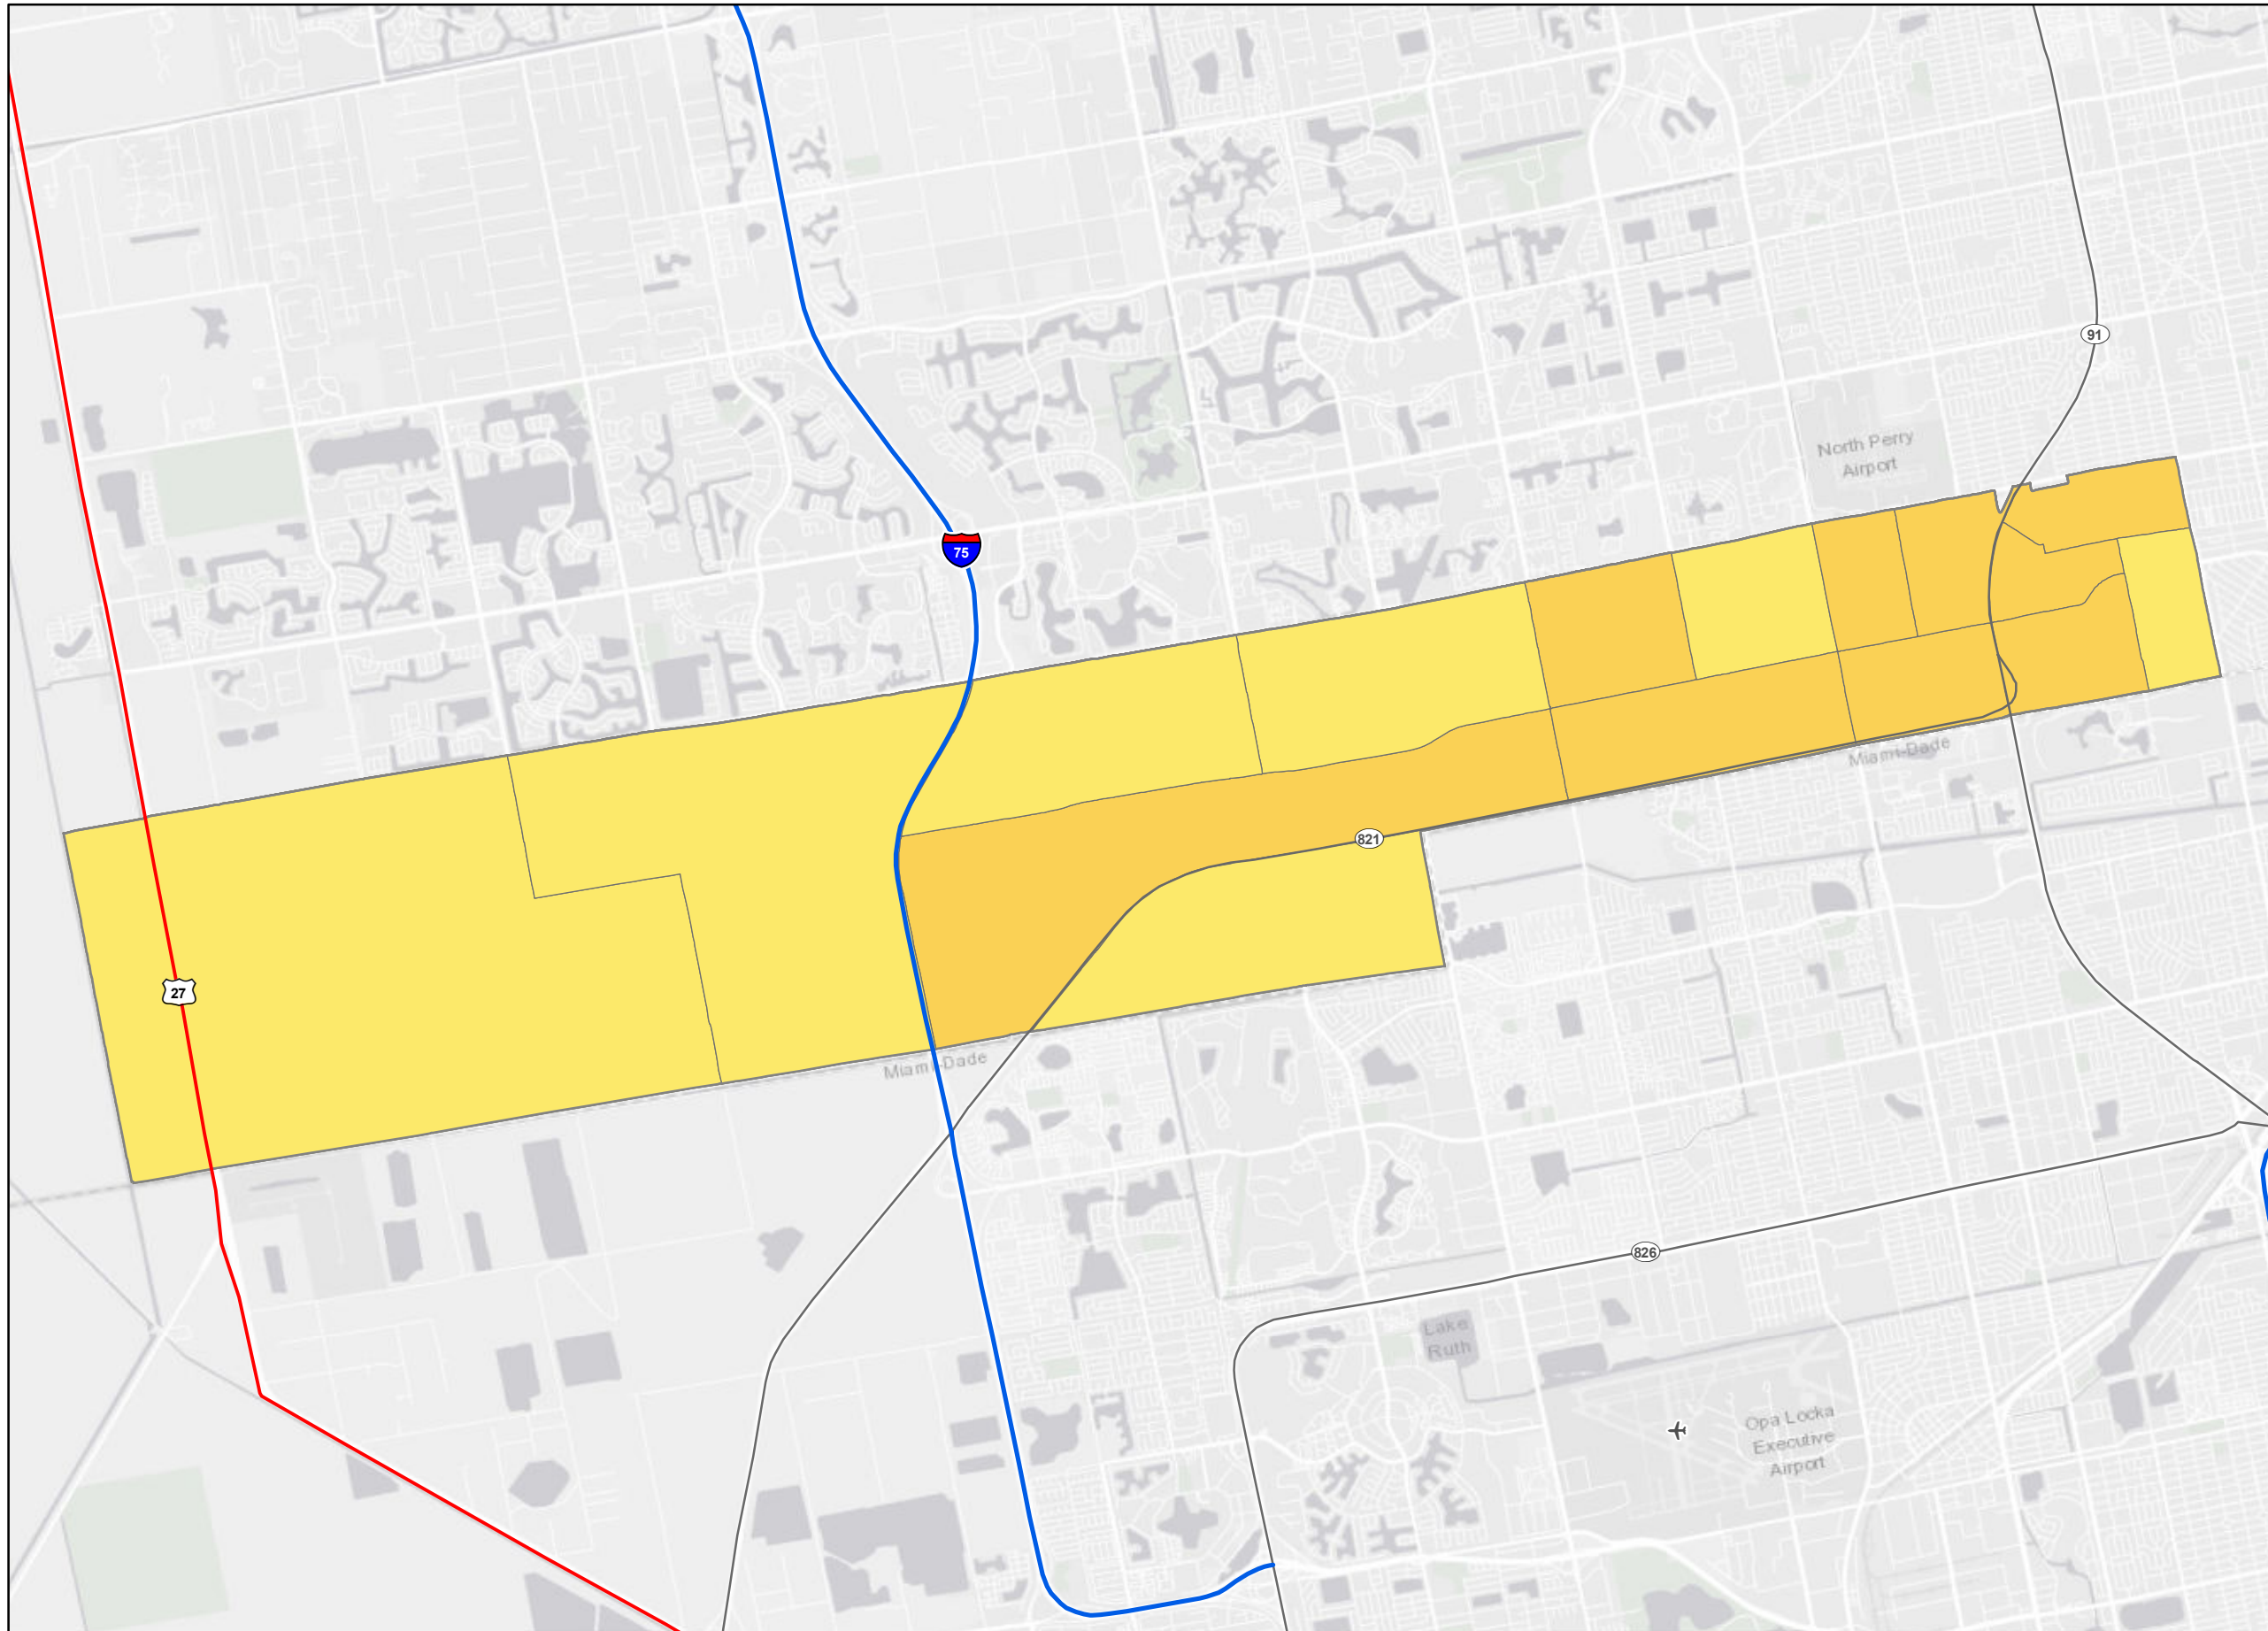 91
North Perry
Airport
75
Miami-Dade
821
27
Miami-Dade
826
Lake
Ruth
Opa Locka
Executive
Airport